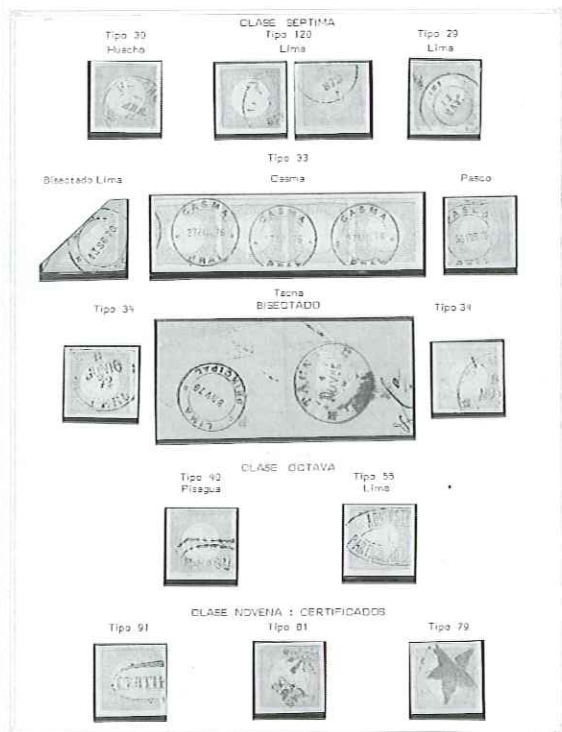 CLASE SEPTIMA
Tipo 30
Huacho
Tipo 120
Lima
Tipo 29
Lima
Tipo 33
Bisectado Lima
Casma
Pasco
CASMA
CASMA
CASMA
Tacna
BISECTADO
Tipo 34
Tipo 34
PRINCIPAL
LIMA
CLASE OCTAVA
Tipo 40
Pisagua
Tipo 55
Lima
CLASE NOVENA : CERTIFICADOS
Tipo 91
Tipo 81
Tipo 79